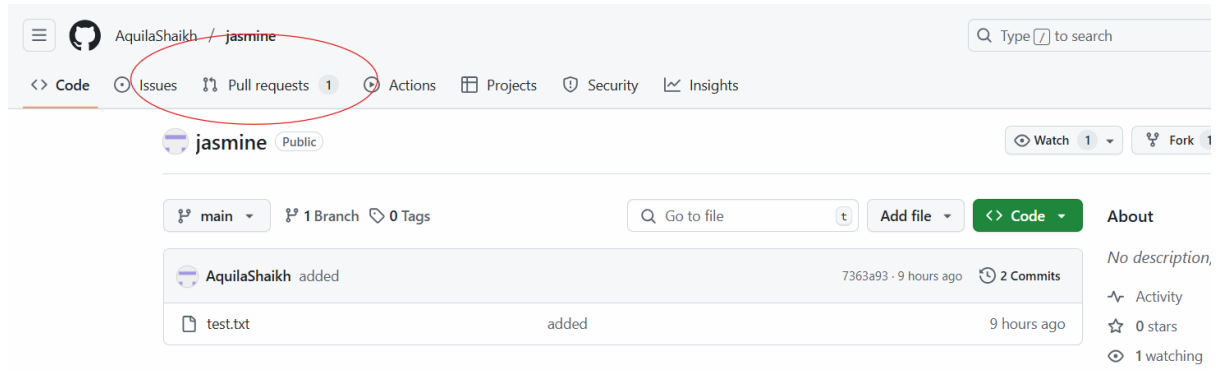 AquilaShaikh / jasmine
Type / to search
Code Issues Pull requests 1 Actions Projects Security Insights
jasmine Public
Watch 1 Fork 1
main 1 Branch 0 Tags Go to file t Add file Code About
No description,
AquilaShaikh added 7363a93 · 9 hours ago 2 Commits
Activity
test.txt added 9 hours ago
0 stars
1 watching